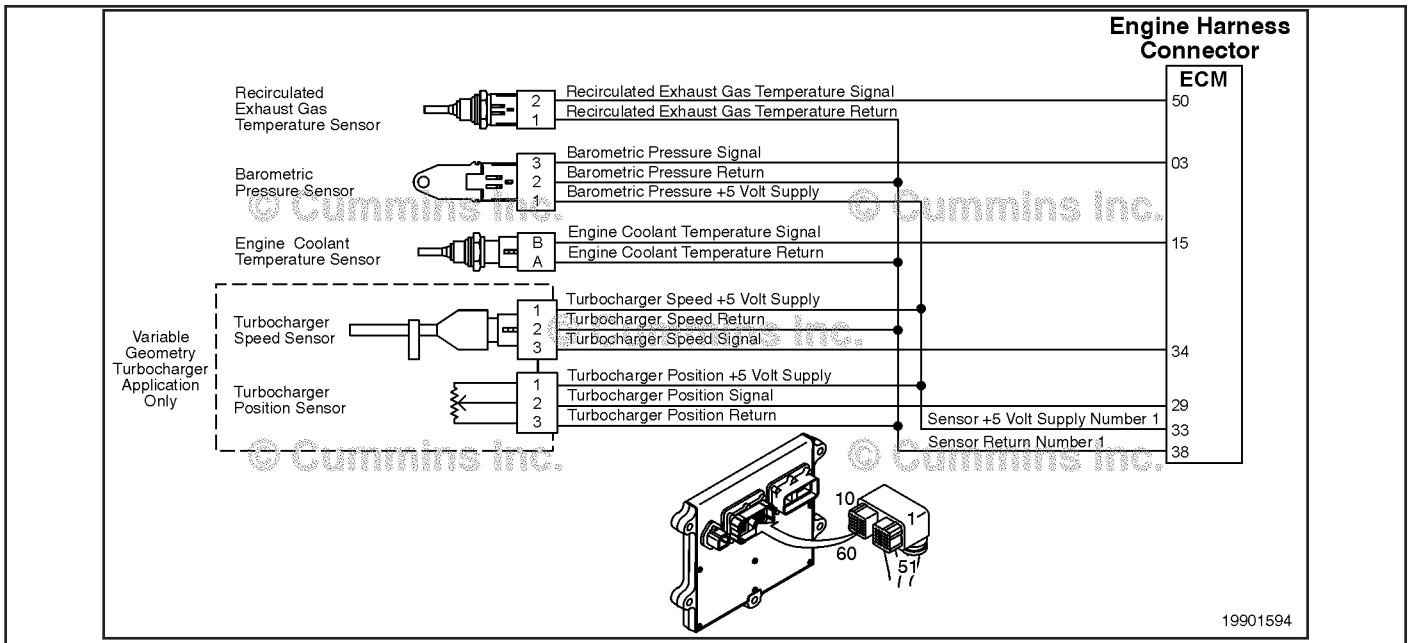 Engine Harness
Connector
ECM
Recirculated
Exhaust Gas
Temperature Sensor
2
1
Recirculated Exhaust Gas Temperature Signal
Recirculated Exhaust Gas Temperature Return
50
Barometric
Pressure Sensor
3
2
1
Barometric Pressure Signal
Barometric Pressure Return
Barometric Pressure +5 Volt Supply
03
© Cummins Inc.
© Cummins Inc.
Engine Coolant
Temperature Sensor
B
A
Engine Coolant Temperature Signal
Engine Coolant Temperature Return
15
Variable
Geometry
Turbocharger
Application
Only
Turbocharger
Speed Sensor
1
2
3
Turbocharger Speed +5 Volt Supply
Turbocharger Speed Return
Turbocharger Speed Signal
© Cummins Inc.
34
Turbocharger
Position Sensor
1
2
3
Turbocharger Position +5 Volt Supply
Turbocharger Position Signal
Turbocharger Position Return
29
Sensor +5 Volt Supply Number 1
33
Sensor Return Number 1
38
© Cummins Inc.
© Cummins Inc.
10
1
60
51
19901594